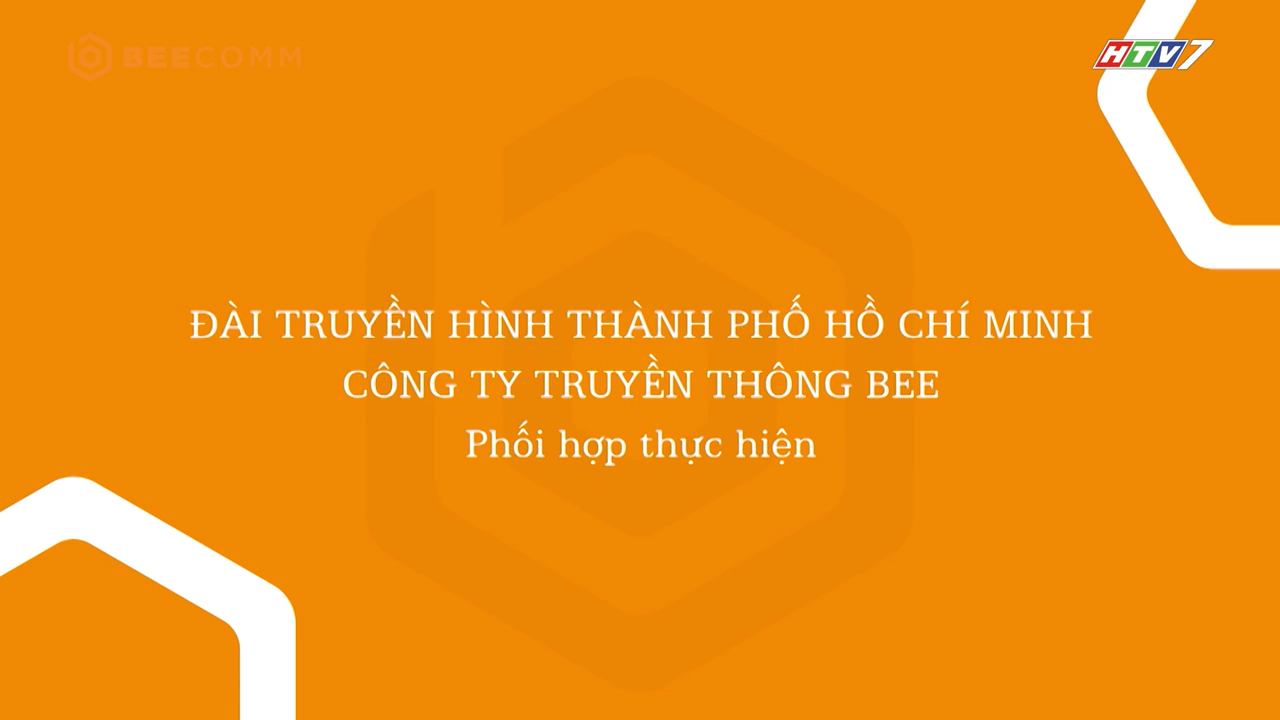 BEECOMM
HTV7
ĐÀI TRUYỀN HÌNH THÀNH PHỐ HỒ CHÍ MINH
CÔNG TY TRUYỀN THÔNG BEE
Phối hợp thực hiện